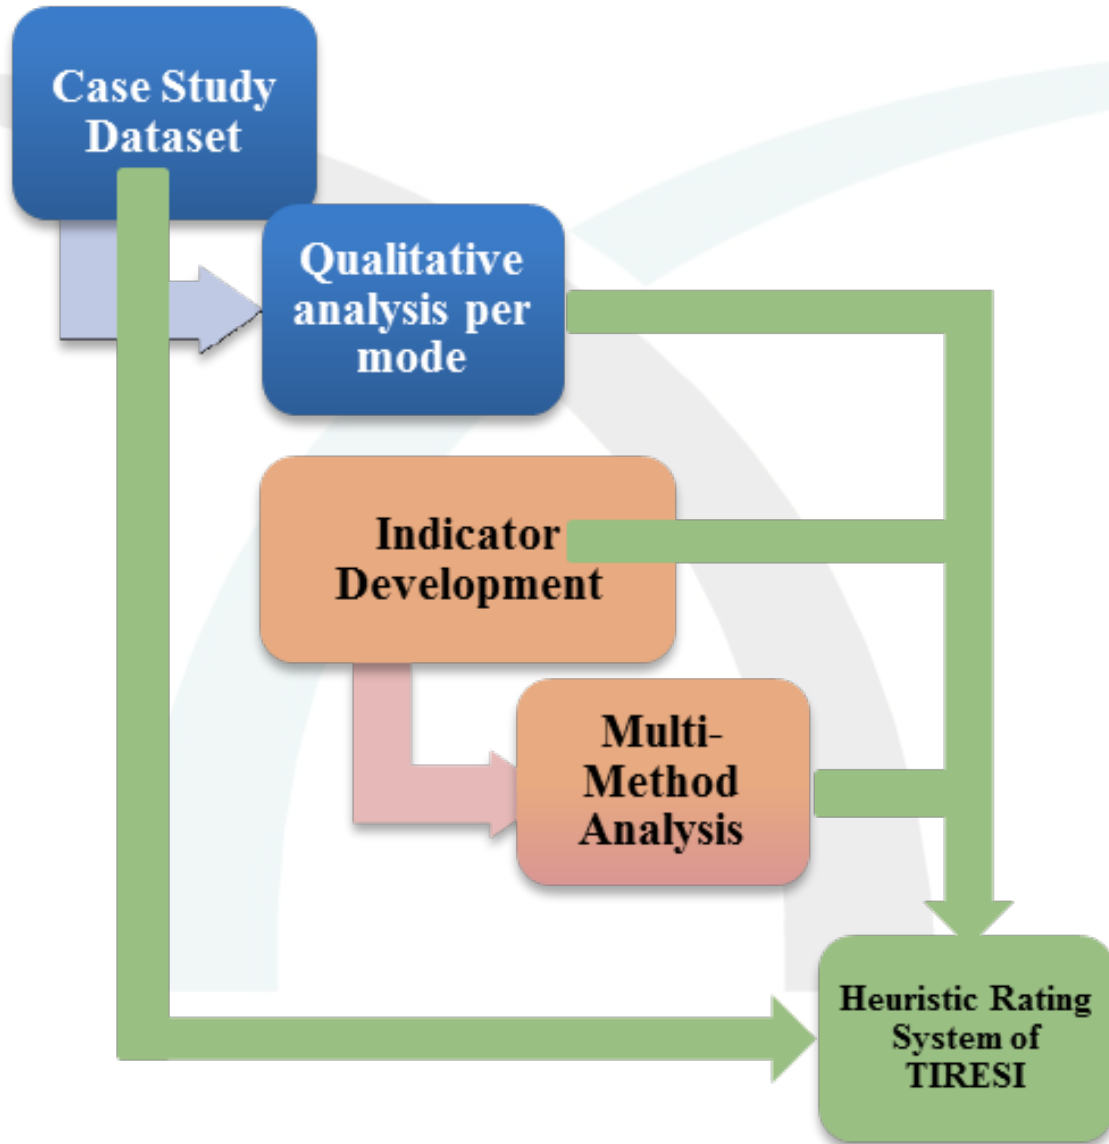 Case Study
Dataset
Qualitative
analysis per
mode
Indicator
Development
Multi-
Method
Analysis
Heuristic Rating
System of
TIRESI